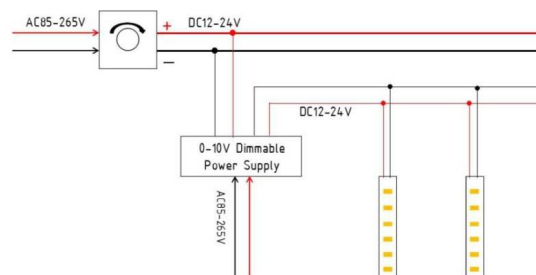 AC85-265V
+
DC12-24V
−
DC12-24V
0-10V Dimmable
Power Supply
AC85-265V